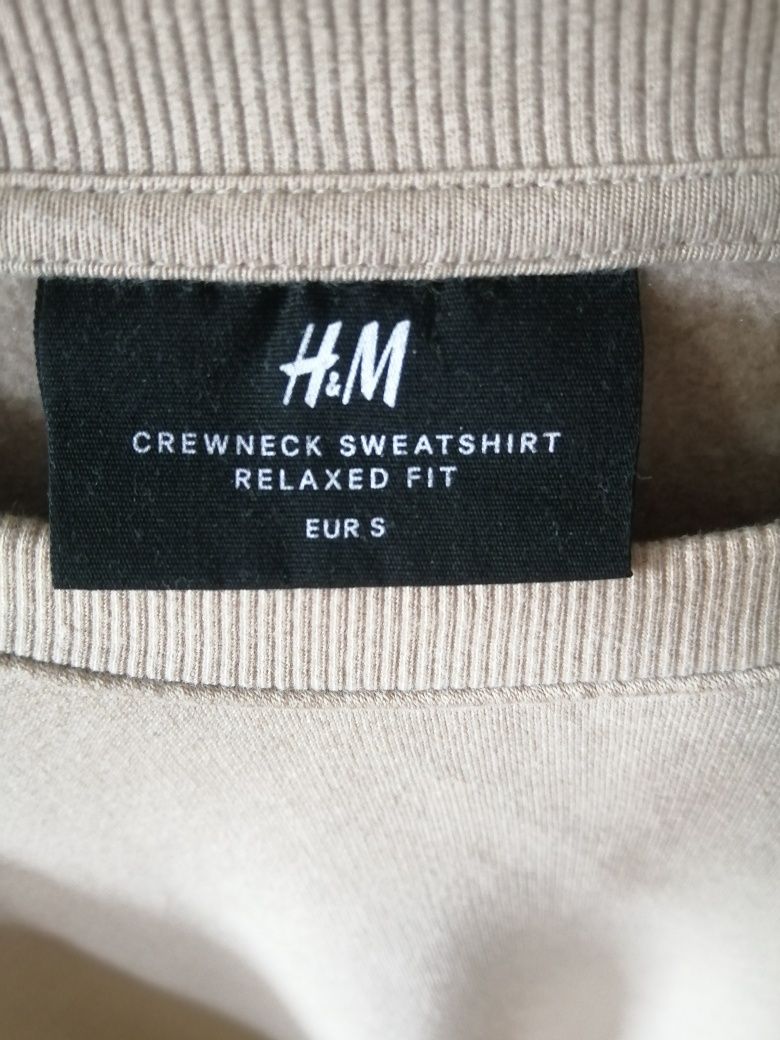 H&M
CREWNECK SWEATSHIRT
RELAXED FIT
EUR S